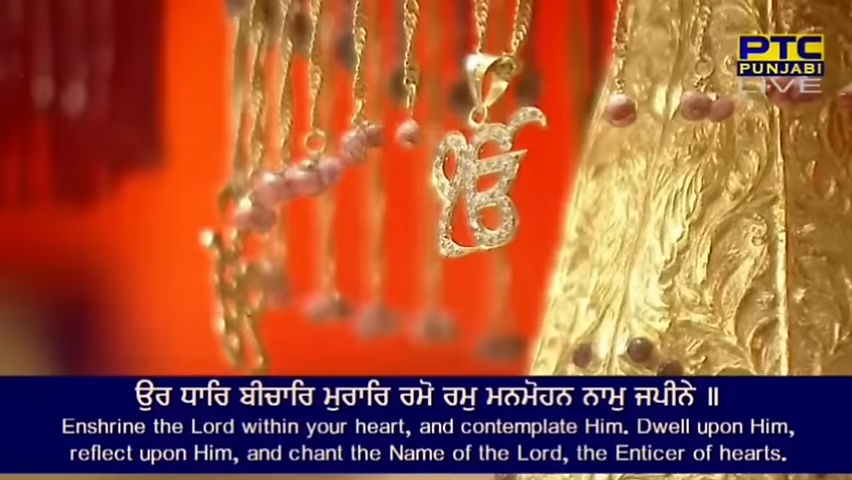 PTC
PUNJABI
LIVE
ਉਰ ਧਾਰਿ ਬੀਚਾਰਿ ਮੁਰਾਰਿ ਰਮੋ ਰਮੁ ਮਨਮੋਹਨ ਨਾਮੁ ਜਪੀਨੇ ॥
Enshrine the Lord within your heart, and contemplate Him. Dwell upon Him,
reflect upon Him, and chant the Name of the Lord, the Enticer of hearts.